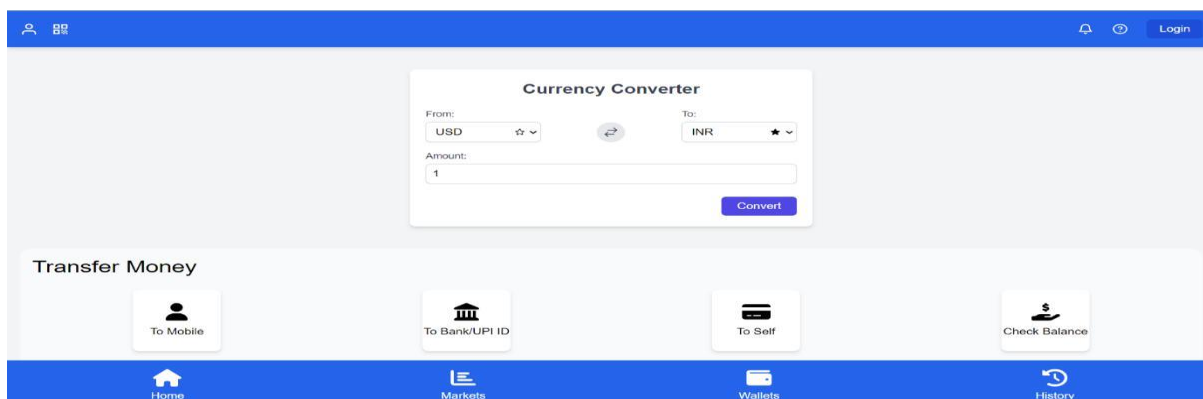 Login
Currency Converter
From: To:
USD INR
Amount:
1
Convert
Transfer Money
To Mobile To Bank/UPI ID To Self Check Balance
Home Markets Wallets History